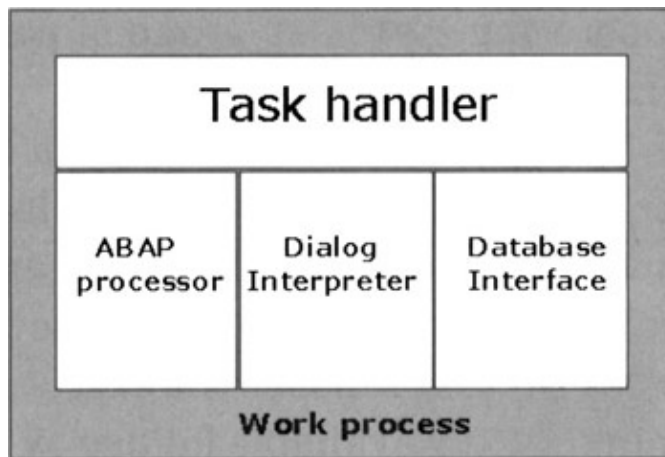 Task handler
ABAP
processor
Dialog
Interpreter
Database
Interface
Work process